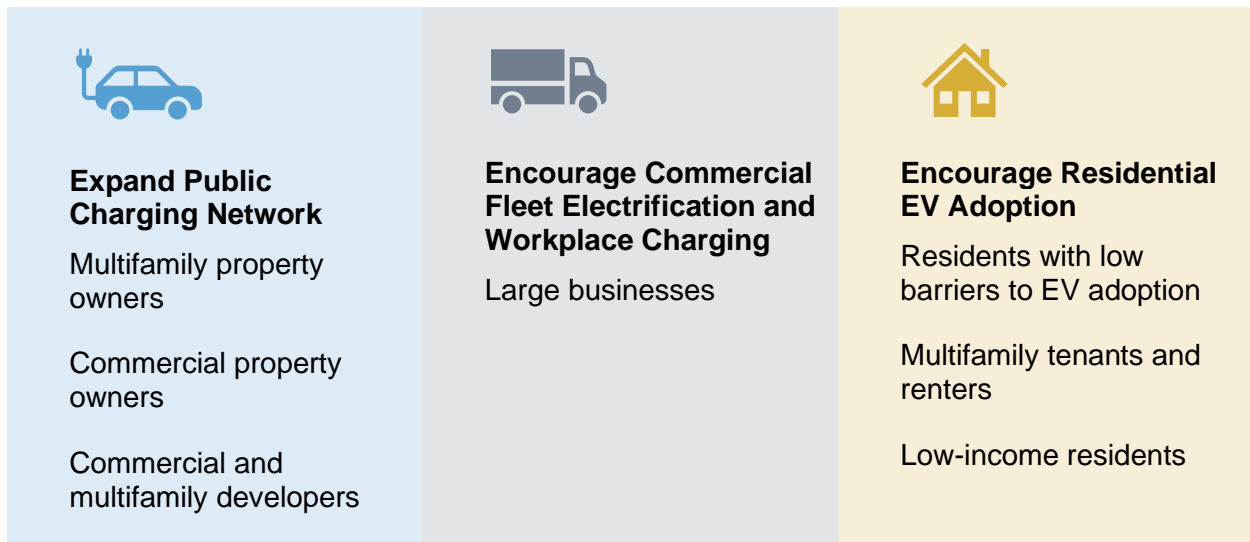 Expand Public
Charging Network
Multifamily property
owners
Commercial property
owners
Commercial and
multifamily developers
Encourage Commercial
Fleet Electrification and
Workplace Charging
Large businesses
Encourage Residential
EV Adoption
Residents with low
barriers to EV adoption
Multifamily tenants and
renters
Low-income residents